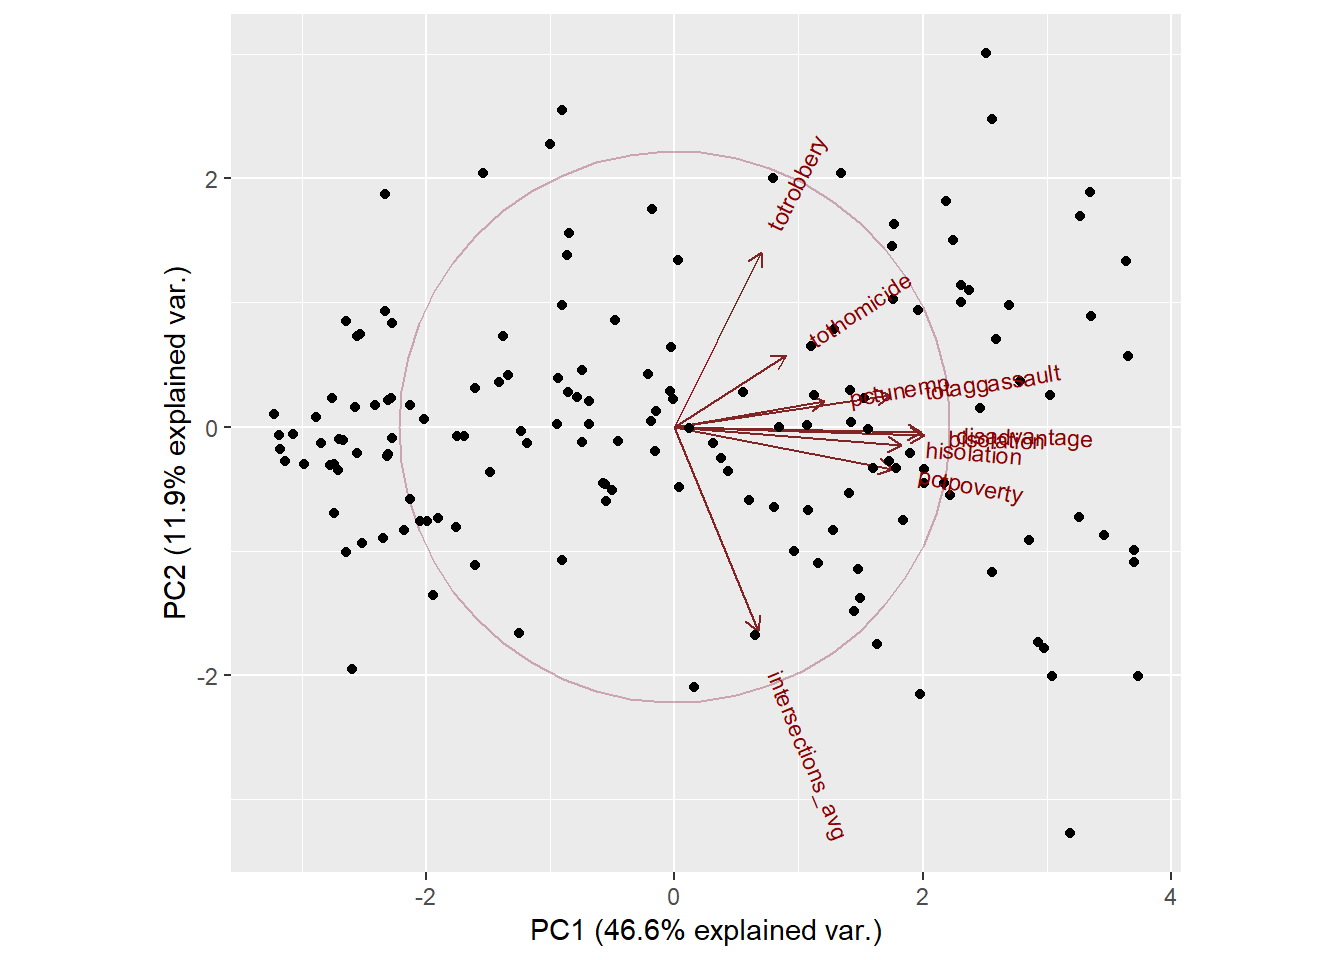 totrobbery
tothomicide
totaggassault
pctunemp
disadvantage
bisolation
hisolation
potpoverty
intersections_avg
2
0
-2
-2
0
2
4
PC2 (11.9% explained var.)
PC1 (46.6% explained var.)